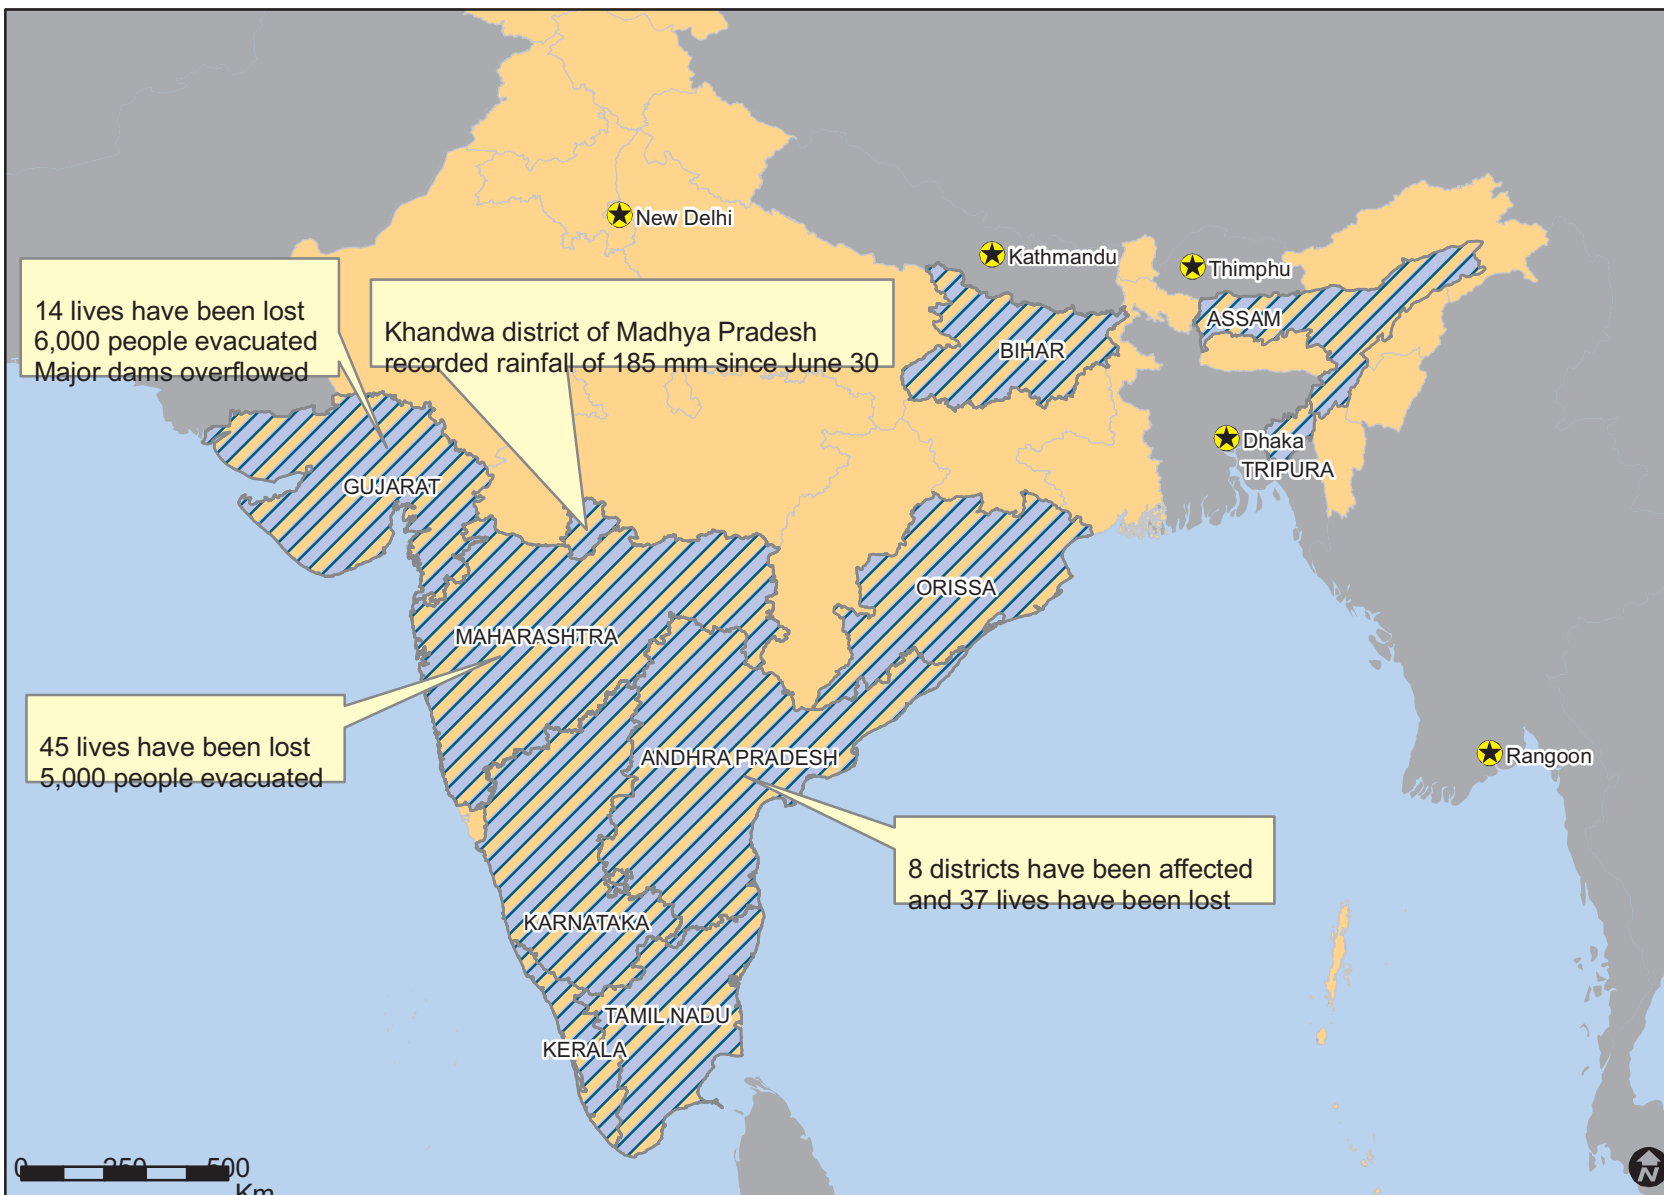 New Delhi
Kathmandu
Thimphu
14 lives have been lost
6,000 people evacuated
Major dams overflowed
Khandwa district of Madhya Pradesh
recorded rainfall of 185 mm since June 30
ASSAM
BIHAR
Dhaka
TRIPURA
GUJARAT
ORISSA
MAHARASHTRA
45 lives have been lost
5,000 people evacuated
ANDHRA PRADESH
Rangoon
8 districts have been affected
and 37 lives have been lost
KARNATAKA
TAMIL NADU
KERALA
0 250 500
Km
N